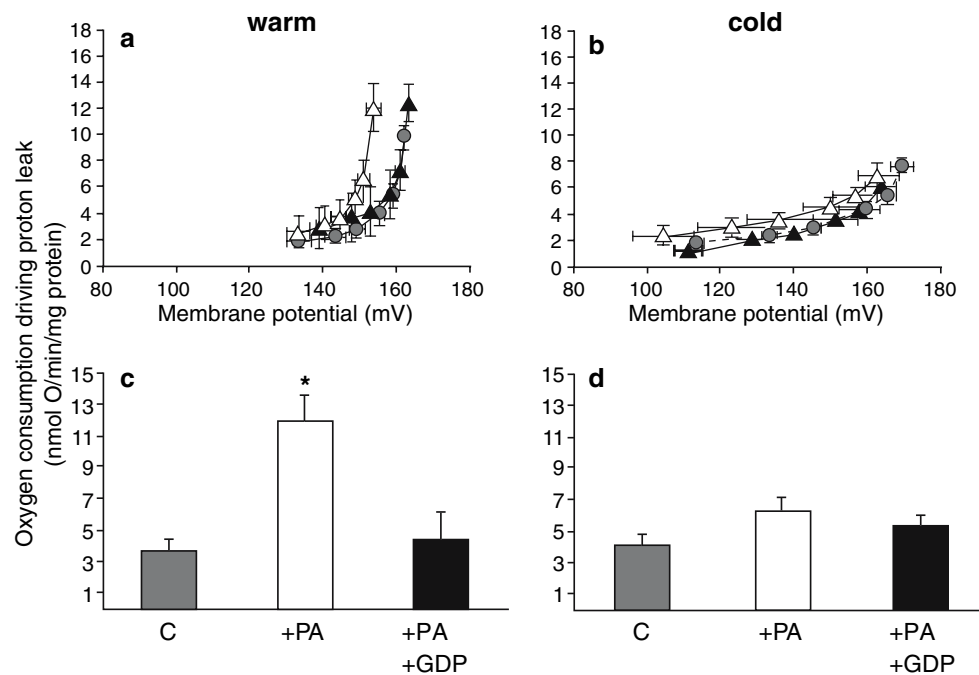 warm
cold
a
18
16
14
12
10
8
6
4
2
0
80 100 120 140 160 180
Membrane potential (mV)
b
18
16
14
12
10
8
6
4
2
0
80 100 120 140 160 180
Membrane potential (mV)
Oxygen consumption driving proton leak
(nmol O/min/mg protein)
c
15
13
11
9
7
5
3
1
*
C +PA +PA
+GDP
d
15
13
11
9
7
5
3
1
C +PA +PA
+GDP